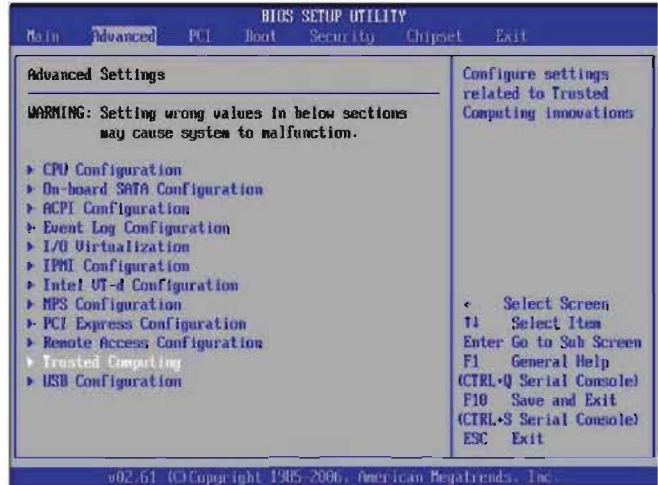 BIOS SETUP UTILITY
Main Advanced PCI Boot Security Chipset Exit
Advanced Settings
WARNING: Setting wrong values in below sections
may cause system to malfunction.
▶ CPU Configuration
▶ On-board SATA Configuration
▶ ACPI Configuration
▶ Event Log Configuration
▶ I/O Virtualization
▶ IPMI Configuration
▶ Intel VT-d Configuration
▶ MPS Configuration
▶ PCI Express Configuration
▶ Remote Access Configuration
▶ Trusted Computing
▶ USB Configuration
Configure settings
related to Trusted
Computing innovations
← Select Screen
↑↓ Select Item
Enter Go to Sub Screen
F1 General Help
(CTRL+Q Serial Console)
F10 Save and Exit
(CTRL+S Serial Console)
ESC Exit
v02.61 (C)Copyright 1985-2006, American Megatrends, Inc.